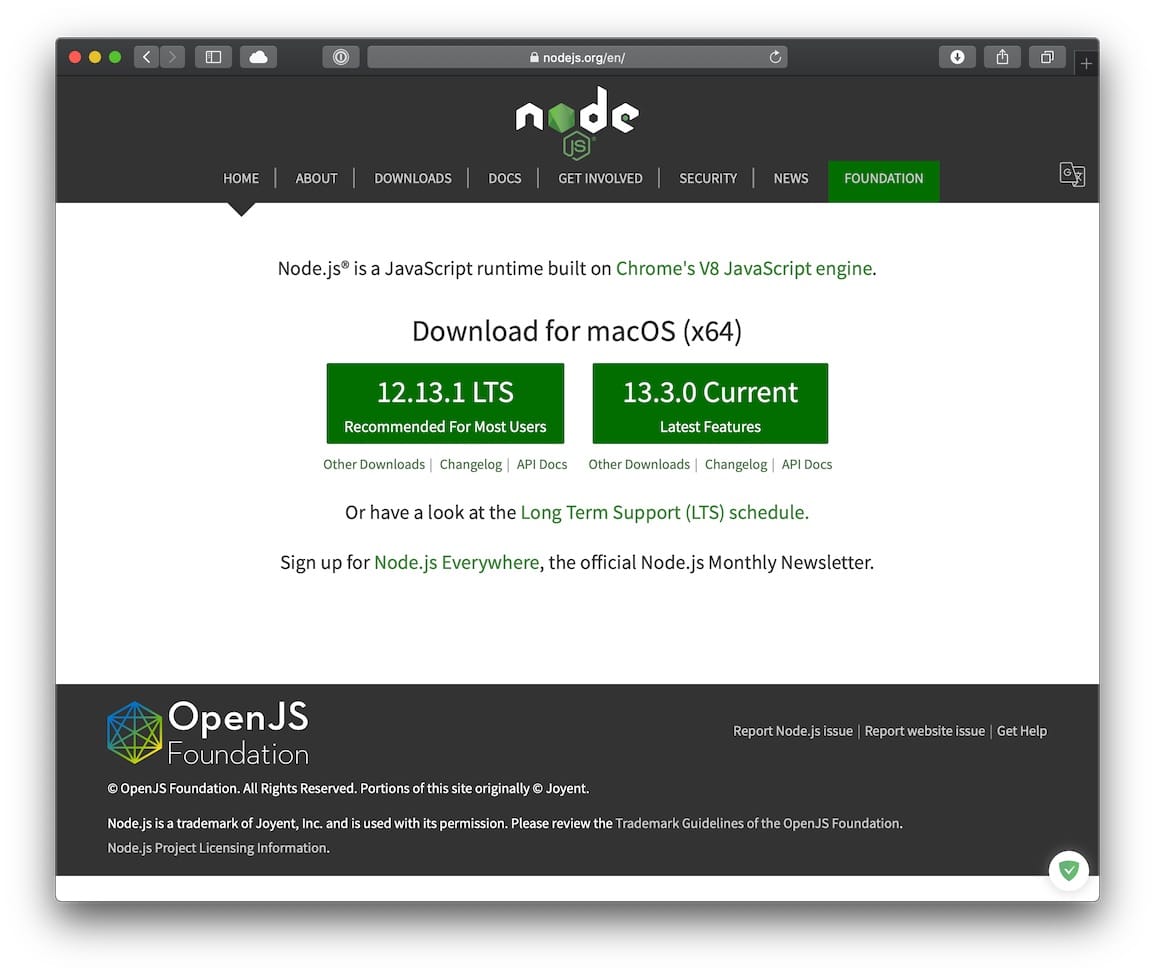 nodejs.org/en/
node
JS
HOME | ABOUT | DOWNLOADS | DOCS | GET INVOLVED | SECURITY | NEWS FOUNDATION
Node.js® is a JavaScript runtime built on Chrome's V8 JavaScript engine.
Download for macOS (x64)
12.13.1 LTS
Recommended For Most Users
13.3.0 Current
Latest Features
Other Downloads | Changelog | API Docs
Other Downloads | Changelog | API Docs
Or have a look at the Long Term Support (LTS) schedule.
Sign up for Node.js Everywhere, the official Node.js Monthly Newsletter.
OpenJS
Foundation
Report Node.js issue | Report website issue | Get Help
© OpenJS Foundation. All Rights Reserved. Portions of this site originally © Joyent.
Node.js is a trademark of Joyent, Inc. and is used with its permission. Please review the Trademark Guidelines of the OpenJS Foundation.
Node.js Project Licensing Information.